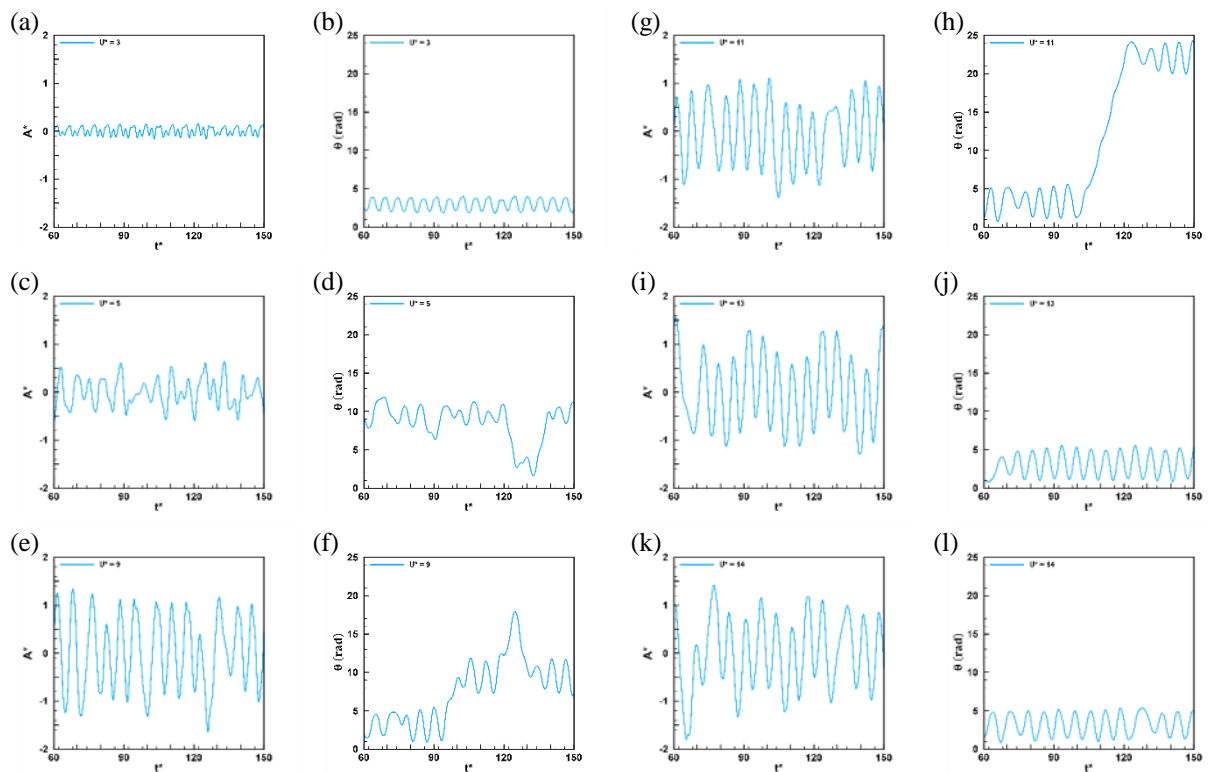 (a)
U* = 3
2
1
0
-1
-2
A*
60 90 120 150
t*
(b)
U* = 3
25
20
15
10
5
0
θ (rad)
60 90 120 150
t*
(g)
U* = 11
2
1
0
-1
-2
A*
60 90 120 150
t*
(h)
U* = 11
25
20
15
10
5
0
θ (rad)
60 90 120 150
t*
(c)
U* = 5
2
1
0
-1
-2
A*
60 90 120 150
t*
(d)
U* = 5
25
20
15
10
5
0
θ (rad)
60 90 120 150
t*
(i)
U* = 13
2
1
0
-1
-2
A*
60 90 120 150
t*
(j)
U* = 13
25
20
15
10
5
0
θ (rad)
60 90 120 150
t*
(e)
U* = 9
2
1
0
-1
-2
A*
60 90 120 150
t*
(f)
U* = 9
25
20
15
10
5
0
θ (rad)
60 90 120 150
t*
(k)
U* = 14
2
1
0
-1
-2
A*
60 90 120 150
t*
(l)
U* = 14
25
20
15
10
5
0
θ (rad)
60 90 120 150
t*